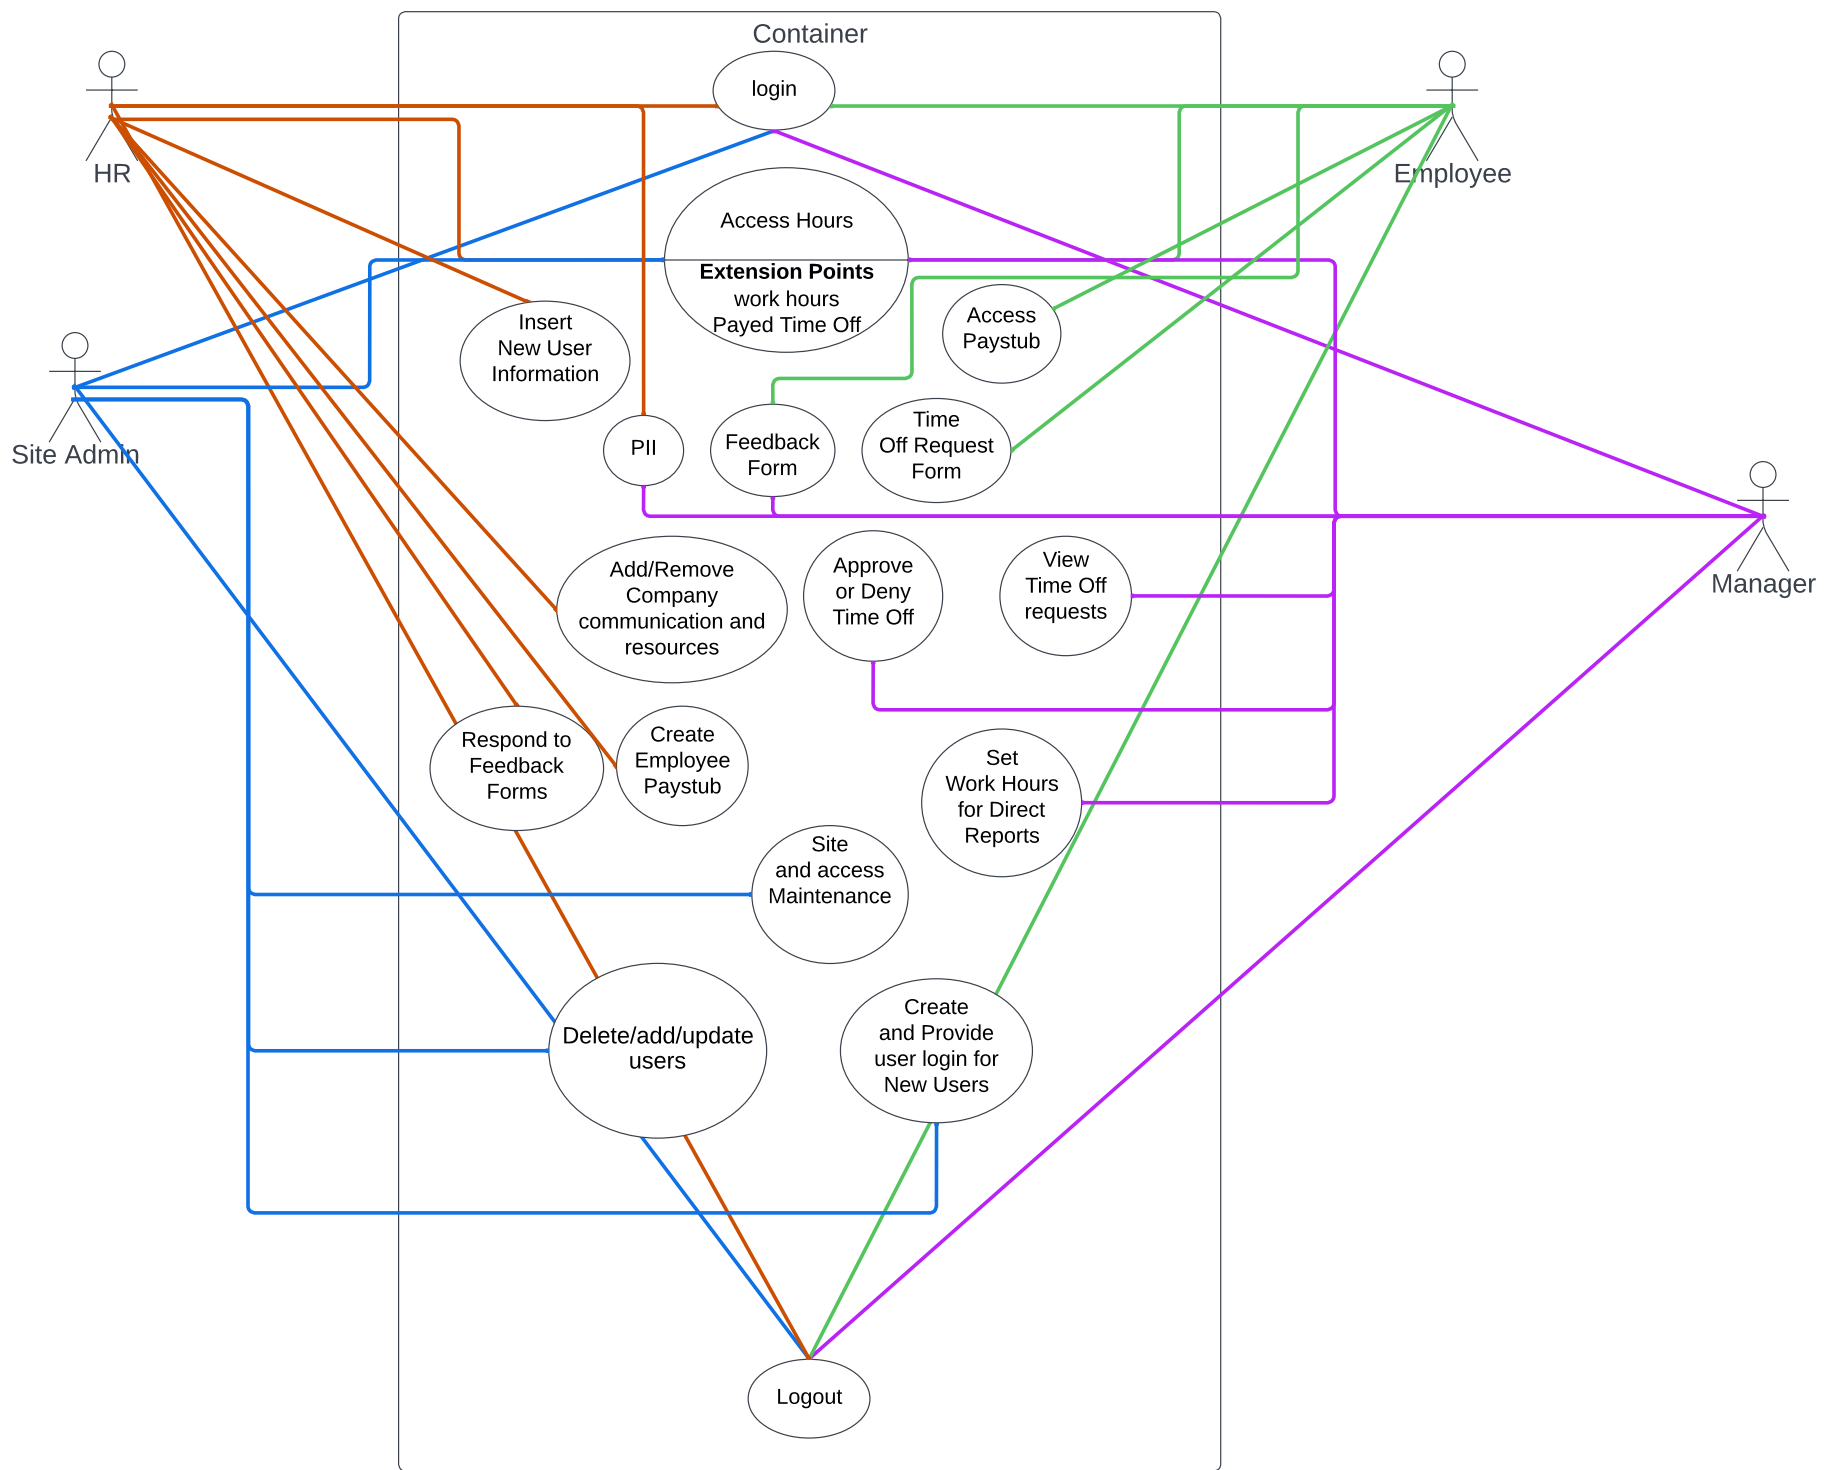 Container
login
HR
Employee
Access Hours
Extension Points
work hours
Payed Time Off
Insert
New User
Information
Access
Paystub
Site Admin
PII
Feedback
Form
Time
Off Request
Form
Manager
Add/Remove
Company
communication and
resources
Approve
or Deny
Time Off
View
Time Off
requests
Respond to
Feedback
Forms
Create
Employee
Paystub
Set
Work Hours
for Direct
Reports
Site
and access
Maintenance
Delete/add/update
users
Create
and Provide
user login for
New Users
Logout